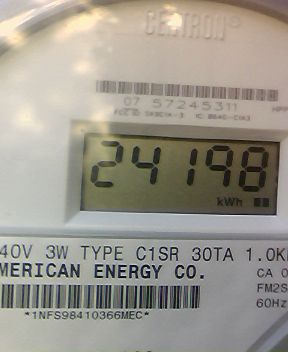 CENTRON®
07 57245311
24198
kWh
40V 3W TYPE C1SR 30TA 1.0K
MERICAN ENERGY CO.
CA 0
FM2S
60Hz
*1NFS98410366MEC*